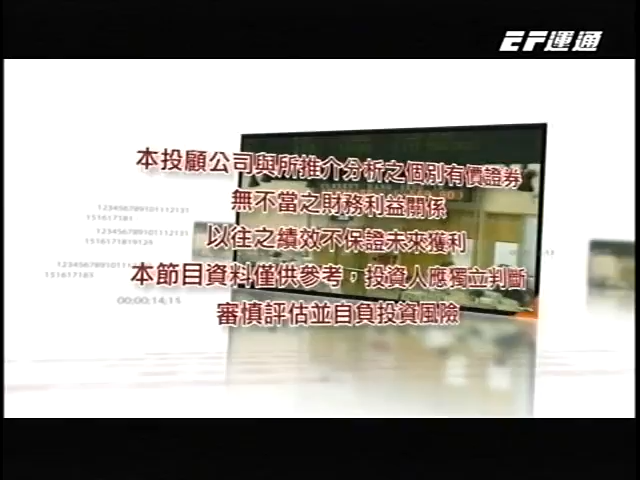 EF運通
本投顧公司與所推介分析之個別有價證券
無不當之財務利益關係
以往之績效不保證未來獲利
本節目資料僅供參考，投資人應獨立判斷
審慎評估並自負投資風險
123456789101112131
151617181
123456789101112131
1516171819124
00;00;14;15